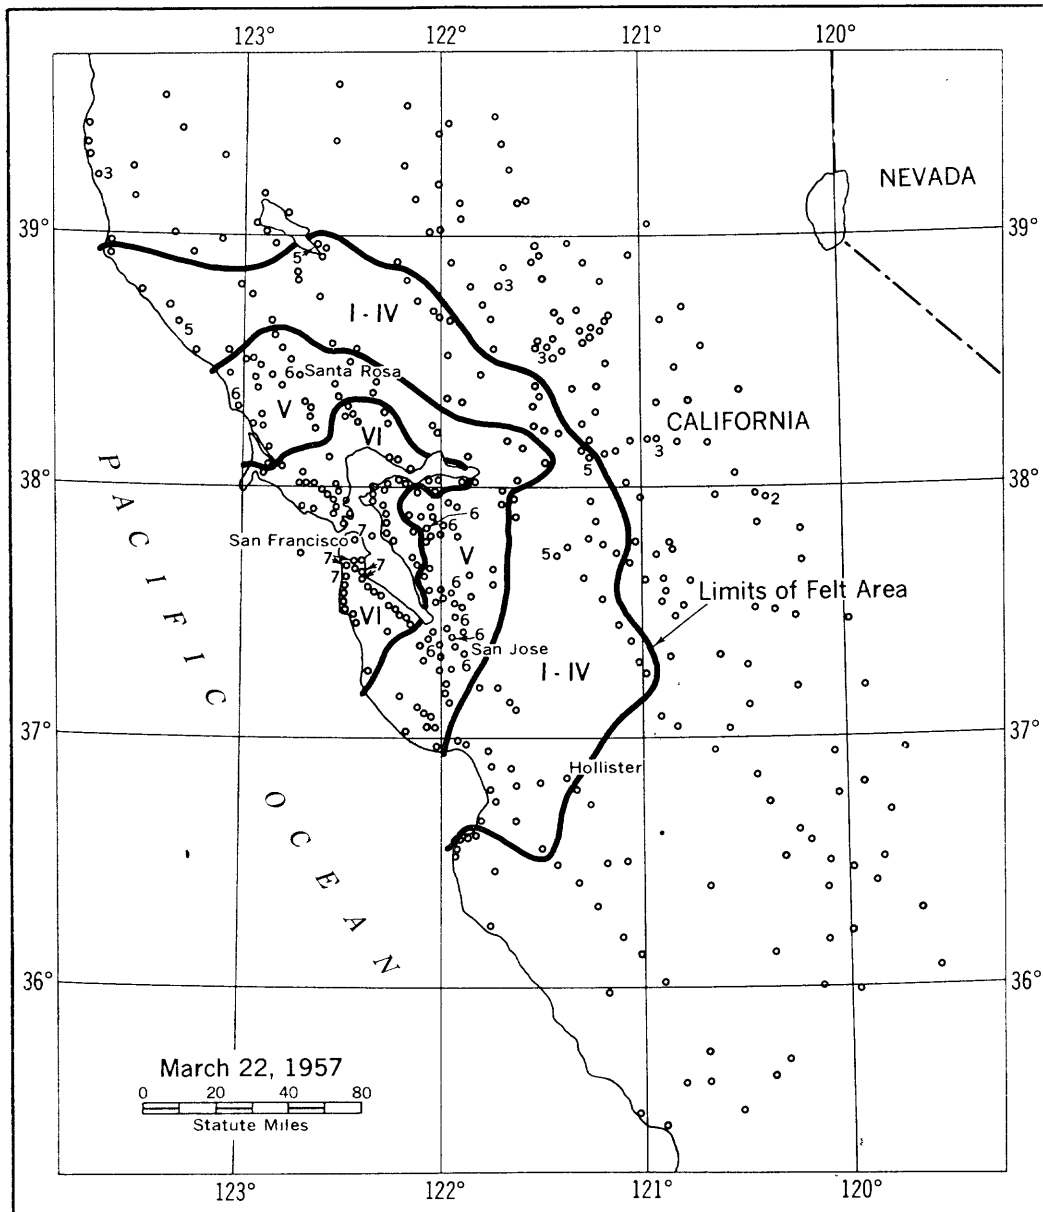 123° 122° 121° 120°
NEVADA
3
39° 39°
5
3
I - IV
5
3
6 Santa Rosa
6
V
CALIFORNIA
VI
3
5
38° 38°
2
6
7
San Francisco 6
V
5
7 7
7
6
Limits of Felt Area
VI
6
6
San Jose
6 6
I - IV
PACIFIC
37° 37°
Hollister
OCEAN
36° 36°
March 22, 1957
0 20 40 60 80
Statute Miles
123° 122° 121° 120°